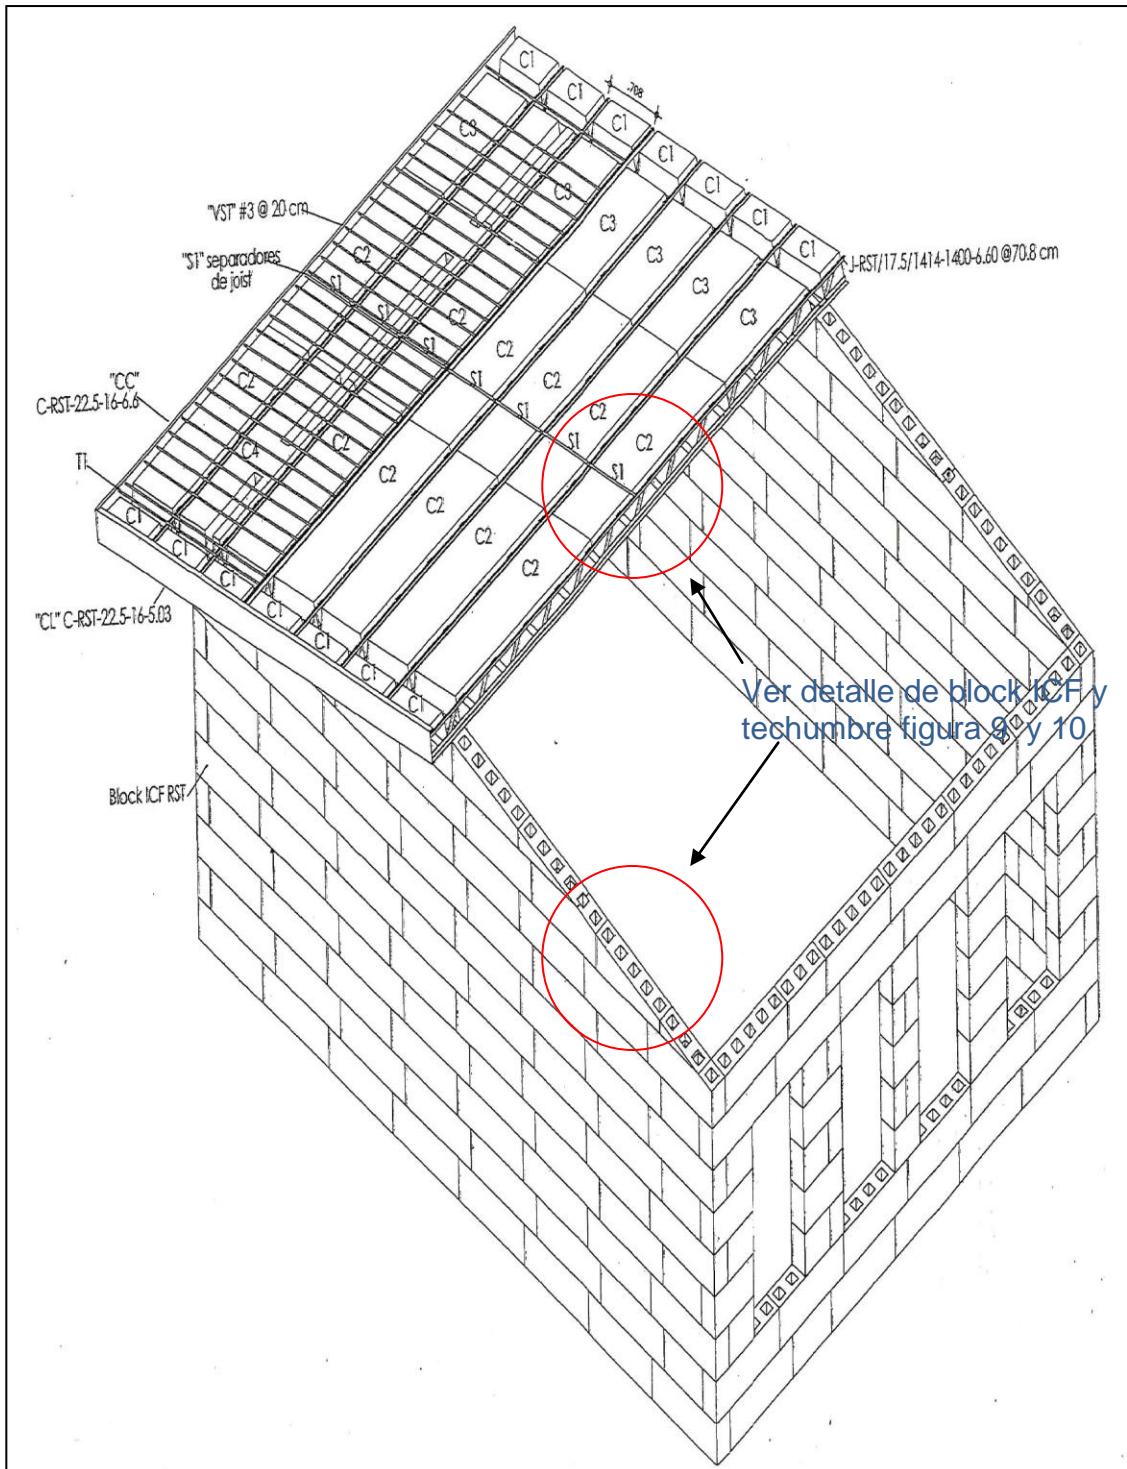 C1
C1
.708
C1
C1
C1
C1
C1
C3
C3
C3
C3
C3
C3
"VST" #3 @ 20 cm
J-RST/17.5/1414-1400-6.60 @70.8 cm
"S1" separadores
de joist
C2
S1
S1
C2
S1
C2
S1
C2
S1
C2
S1
C2
S1
"CC"
C-RST-22.5-16-6.6
C2
C4
C2
C2
C2
C2
C2
T1
C1
C1
C1
C1
C1
C1
C1
"CL" C-RST-22.5-16-5.03
Ver detalle de block ICF y
techumbre figura 9 y 10
Block ICF RST